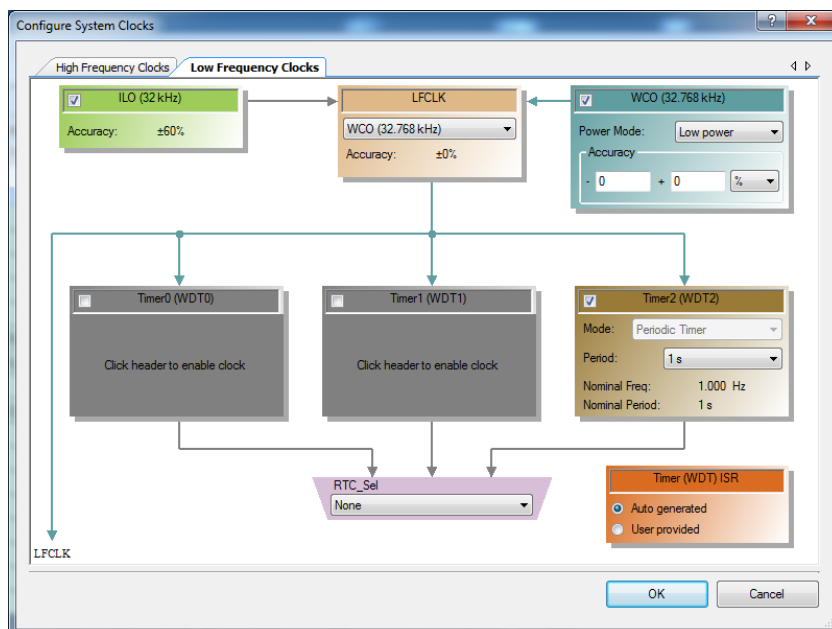 Configure System Clocks
High Frequency Clocks
Low Frequency Clocks
ILO (32 kHz)
Accuracy: ±60%
LFCLK
WCO (32.768 kHz)
Accuracy: ±0%
WCO (32.768 kHz)
Power Mode: Low power
Accuracy
- 0 + 0 %
Timer0 (WDT0)
Click header to enable clock
Timer1 (WDT1)
Click header to enable clock
Timer2 (WDT2)
Mode: Periodic Timer
Period: 1 s
Nominal Freq: 1.000 Hz
Nominal Period: 1 s
RTC_Sel
None
Timer (WDT) ISR
Auto generated
User provided
LFCLK
OK
Cancel